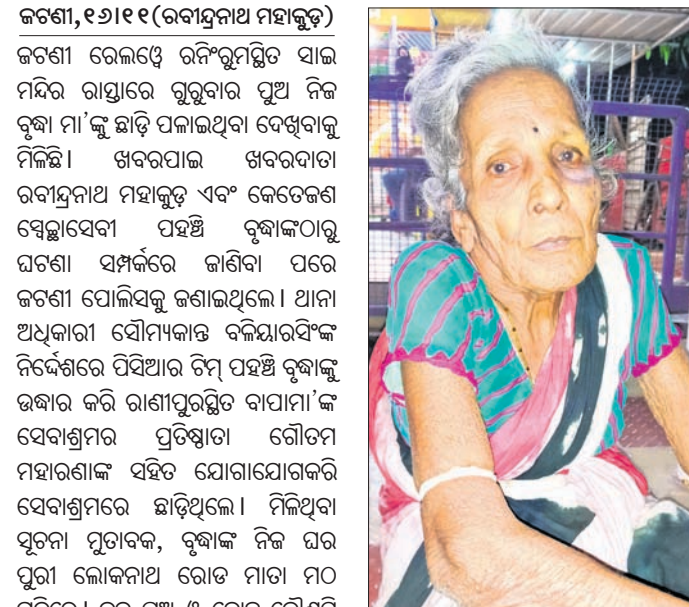 ଜଟଣୀ,୧୬।୧୧(ରବୀନ୍ଦ୍ରନାଥ ମହାକୁଡ଼)
ଜଟଣୀ ରେଲୱେ ରନିଂରୁମସ୍ଥିତ ସାଇ
ମନ୍ଦିର ରାସ୍ତାରେ ଗୁରୁବାର ପୁଅ ନିଜ
ବୃଦ୍ଧା ମା’ଙ୍କୁ ଛାଡ଼ି ପଳାଇଥିବା ଦେଖିବାକୁ
ମିଳିଛି। ଖବରପାଇ ଖବରଦାତା
ରବୀନ୍ଦ୍ରନାଥ ମହାକୁଡ଼ ଏବଂ କେତେଜଣ
ସ୍ୱେଚ୍ଛାସେବୀ ପହଞ୍ଚି ବୃଦ୍ଧାଙ୍କଠାରୁ
ଘଟଣା ସମ୍ପର୍କରେ ଜାଣିବା ପରେ
ଜଟଣୀ ପୋଲିସକୁ ଜଣାଇଥିଲେ। ଥାନା
ଅଧିକାରୀ ସୌମ୍ୟକାନ୍ତ ବଳିୟାରସିଂଙ୍କ
ନିର୍ଦ୍ଦେଶରେ ପିସିଆର ଟିମ୍ ପହଞ୍ଚି ବୃଦ୍ଧାଙ୍କୁ
ଉଦ୍ଧାର କରି ରାଣୀପୁରସ୍ଥିତ ବାପାମା’ଙ୍କ
ସେବାଶ୍ରମର ପ୍ରତିଷ୍ଠାତା ଗୌତମ
ମହାରଣାଙ୍କ ସହିତ ଯୋଗାଯୋଗକରି
ସେବାଶ୍ରମରେ ଛାଡ଼ିଥିଲେ। ମିଳିଥିବା
ସୂଚନା ମୁତାବକ, ବୃଦ୍ଧାଙ୍କ ନିଜ ଘର
ପୁରୀ ଲୋକନାଥ ରୋଡ ମାତା ମଠ